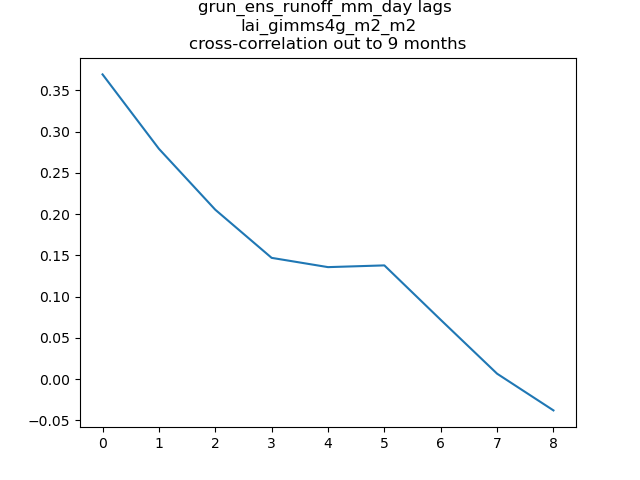 grun_ens_runoff_mm_day lags
lai_gimms4g_m2_m2
cross-correlation out to 9 months
0.35
0.30
0.25
0.20
0.15
0.10
0.05
0.00
−0.05
0 1 2 3 4 5 6 7 8